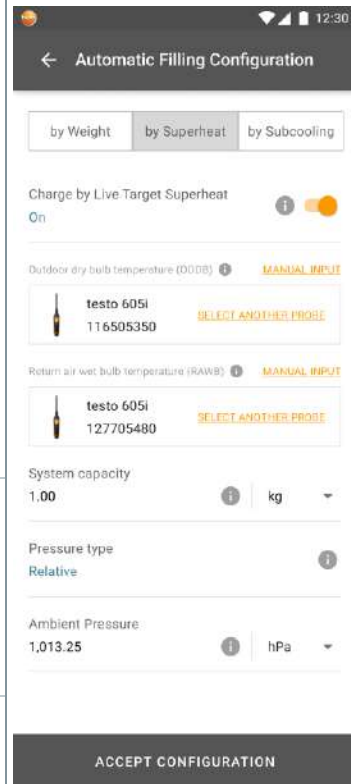 12:30
Automatic Filling Configuration
by Weight by Superheat by Subcooling
Charge by Live Target Superheat
On
Outdoor dry bulb temperature (ODDB) MANUAL INPUT
testo 605i
116505350
SELECT ANOTHER PROBE
Return air wet bulb temperature (RAWB) MANUAL INPUT
testo 605i
127705480
SELECT ANOTHER PROBE
System capacity
1.00 kg
Pressure type
Relative
Ambient Pressure
1,013.25 hPa
ACCEPT CONFIGURATION